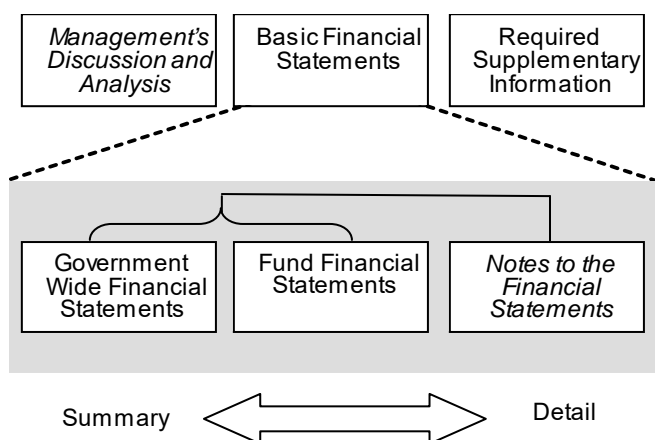 Management's
Discussion and
Analysis
Basic Financial
Statements
Required
Supplementary
Information
Government
Wide Financial
Statements
Fund Financial
Statements
Notes to the
Financial
Statements
Summary
Detail